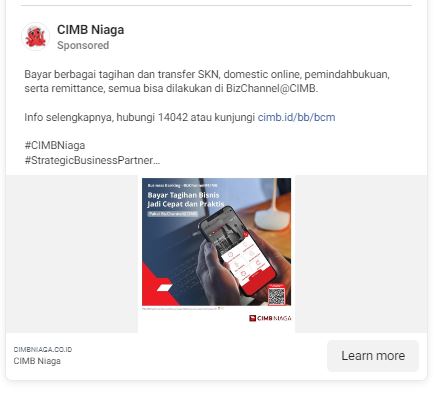 CIMB Niaga
Sponsored
Bayar berbagai tagihan dan transfer SKN, domestic online, pemindahbukuan,
serta remittance, semua bisa dilakukan di BizChannel@CIMB.
Info selengkapnya, hubungi 14042 atau kunjungi cimb.id/bb/bcm
#CIMBNiaga
#StrategicBusinessPartner...
Business Banking - BizChannel@CIMB
Bayar Tagihan Bisnis
Jadi Cepat dan Praktis
Pakai BizChannel@CIMB
CIMB NIAGA
CIMBNIAGA.CO.ID
CIMB Niaga
Learn more